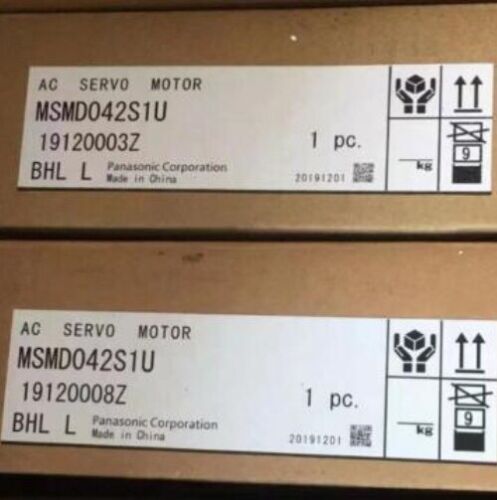 AC SERVO MOTOR
MSMD042S1U
19120003Z
1 pc.
BHL L Panasonic Corporation
Made in China
20191201
kg
9
AC SERVO MOTOR
MSMD042S1U
19120008Z
1 pc.
BHL L Panasonic Corporation
Made in China
20191201
kg
9